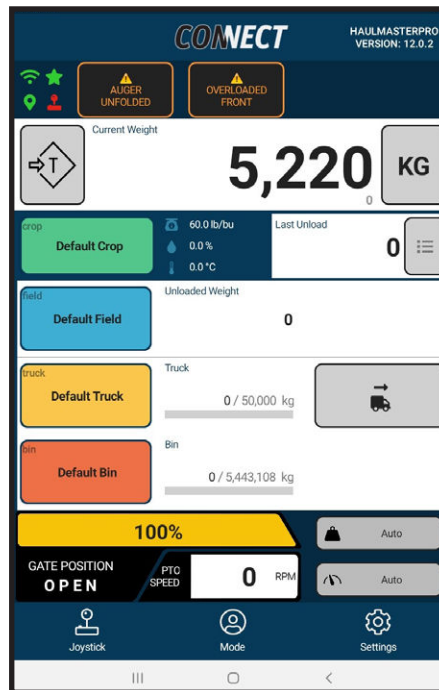 CONNECT
HAULMASTERPRO
VERSION: 12.0.2
AUGER
UNFOLDED
OVERLOADED
FRONT
Current Weight
T
5,220
0
KG
crop
Default Crop
60.0 lb/bu
0.0 %
0.0 °C
Last Unload
0
field
Default Field
Unloaded Weight
0
truck
Default Truck
Truck
0 / 50,000 kg
bin
Default Bin
Bin
0 / 5,443,108 kg
100%
Auto
GATE POSITION
OPEN
PTO
SPEED
0 RPM
Auto
Joystick
Mode
Settings